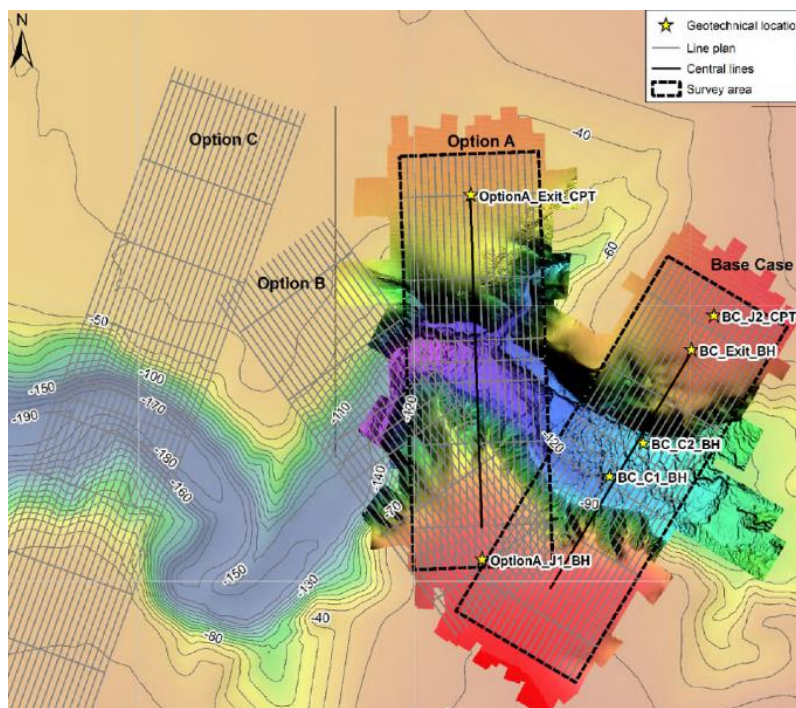 N
Geotechnical locatio
Line plan
Central lines
Survey area
Option C
Option A
-40
OptionA_Exit_CPT
-60
Option B
Base Case
BC_J2_CPT
-50
BC_Exit_BH
-100
-150
-190
-170
-110
-120
-120
BC_C2_BH
-180
-160
-140
BC_C1_BH
-90
-70
OptionA_J1_BH
-150
-130
-40
-80